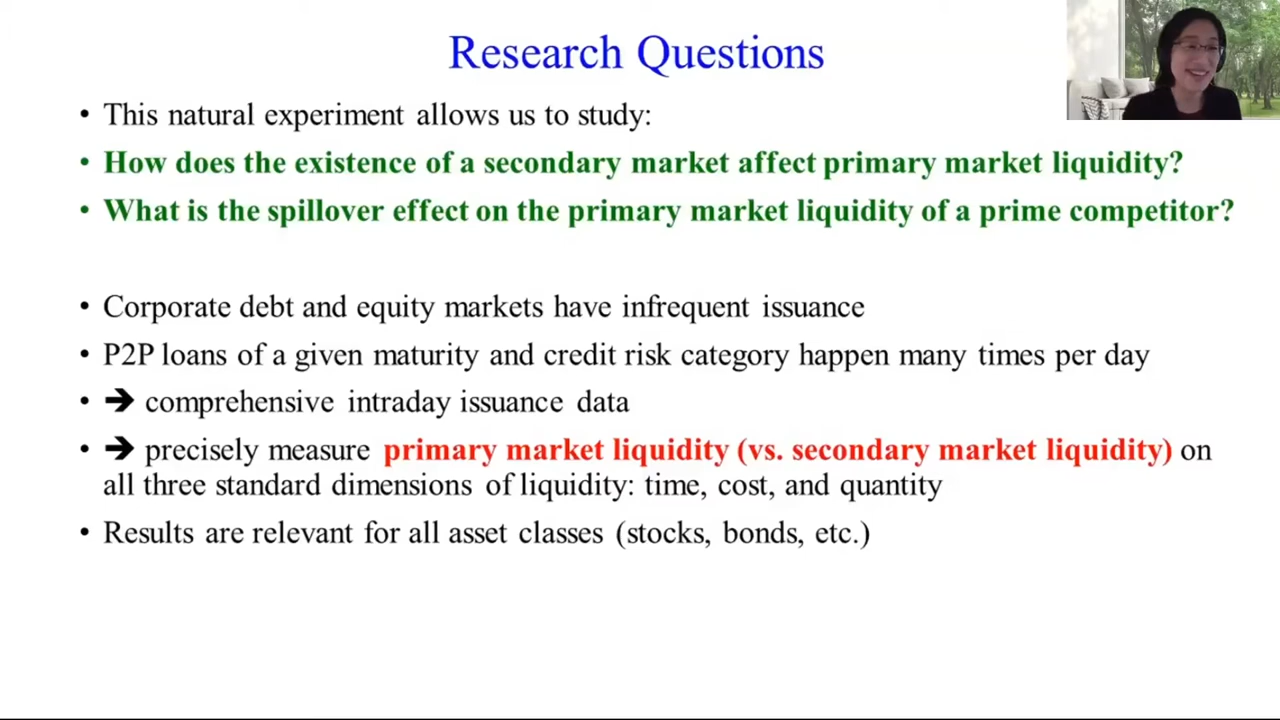 Research Questions
• This natural experiment allows us to study:
• How does the existence of a secondary market affect primary market liquidity?
• What is the spillover effect on the primary market liquidity of a prime competitor?
• Corporate debt and equity markets have infrequent issuance
• P2P loans of a given maturity and credit risk category happen many times per day
• ➔ comprehensive intraday issuance data
• ➔ precisely measure primary market liquidity (vs. secondary market liquidity) on
all three standard dimensions of liquidity: time, cost, and quantity
• Results are relevant for all asset classes (stocks, bonds, etc.)